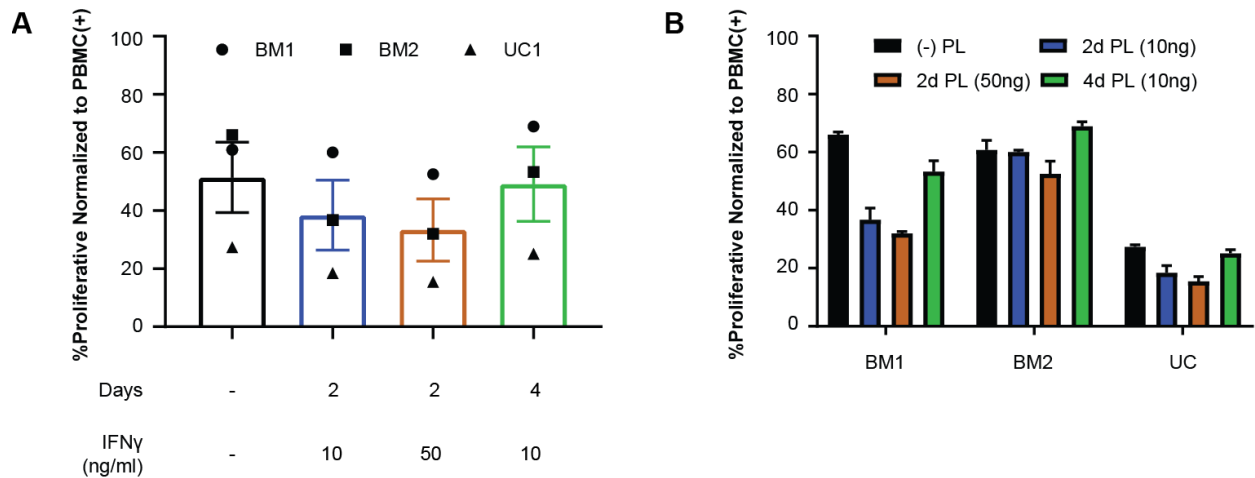 A
%Proliferative Normalized to PBMC(+)
100
80
60
40
20
0
BM1 BM2 UC1
Days - 2 2 4
IFNγ
(ng/ml) - 10 50 10
B
%Proliferative Normalized to PBMC(+)
100
80
60
40
20
0
(-) PL 2d PL (10ng)
2d PL (50ng) 4d PL (10ng)
BM1 BM2 UC